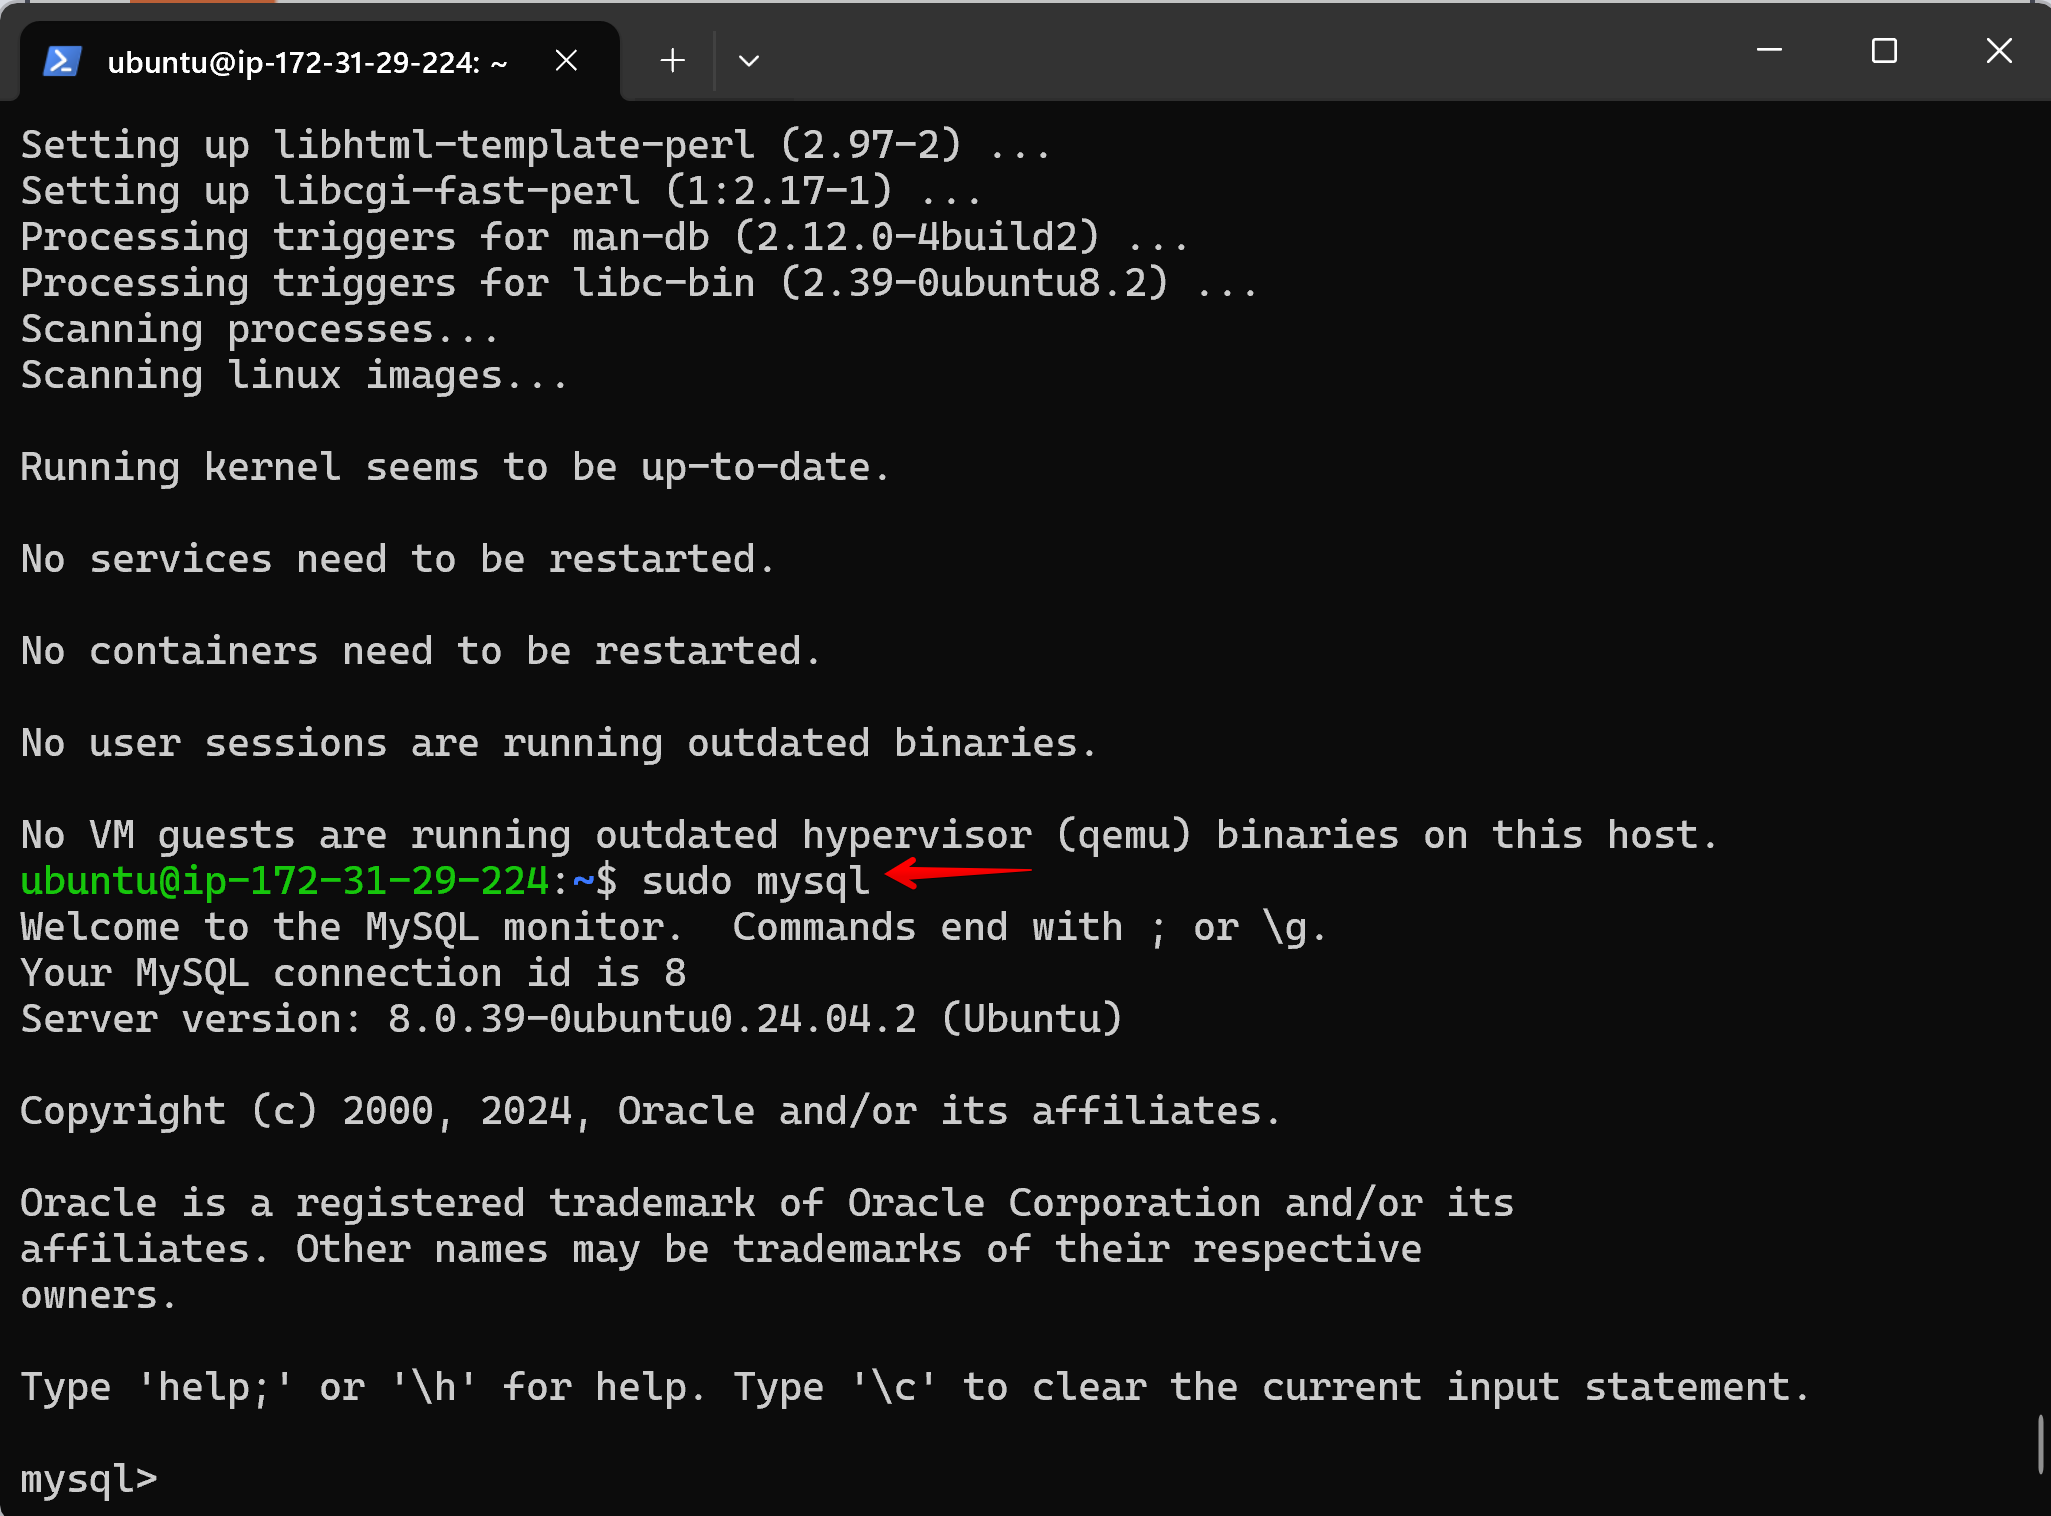 ubuntu@ip-172-31-29-224: ~
Setting up libhtml-template-perl (2.97-2) ...
Setting up libcgi-fast-perl (1:2.17-1) ...
Processing triggers for man-db (2.12.0-4build2) ...
Processing triggers for libc-bin (2.39-0ubuntu8.2) ...
Scanning processes...
Scanning linux images...
Running kernel seems to be up-to-date.
No services need to be restarted.
No containers need to be restarted.
No user sessions are running outdated binaries.
No VM guests are running outdated hypervisor (qemu) binaries on this host.
ubuntu@ip-172-31-29-224:~$ sudo mysql
Welcome to the MySQL monitor.  Commands end with ; or \g.
Your MySQL connection id is 8
Server version: 8.0.39-0ubuntu0.24.04.2 (Ubuntu)
Copyright (c) 2000, 2024, Oracle and/or its affiliates.
Oracle is a registered trademark of Oracle Corporation and/or its
affiliates. Other names may be trademarks of their respective
owners.
Type 'help;' or '\h' for help. Type '\c' to clear the current input statement.
mysql>